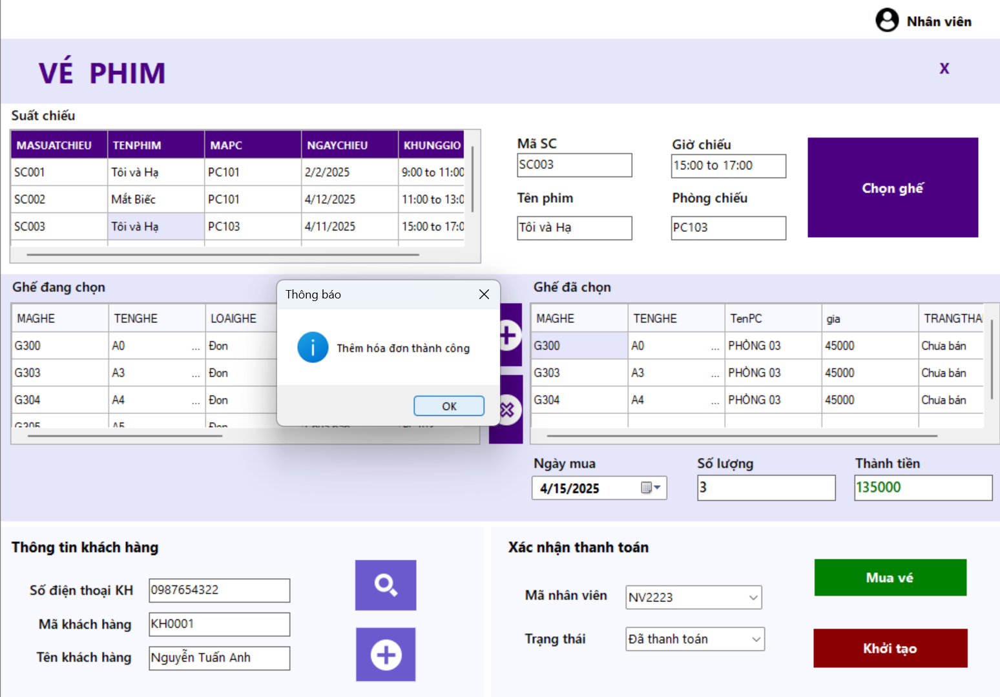 Nhân viên
VÉ PHIM
X
Suất chiếu
MASUATCHIEU TENPHIM MAPC NGAYCHIEU KHUNGGIO
SC001 Tôi và Hạ PC101 2/2/2025 9:00 to 11:00
SC002 Mắt Biếc PC101 4/12/2025 11:00 to 13:0
SC003 Tôi và Hạ PC103 4/11/2025 15:00 to 17:0
Mã SC
SC003
Giờ chiếu
15:00 to 17:00
Tên phim
Tôi và Hạ
Phòng chiếu
PC103
Chọn ghế
Ghế đang chọn
MAGHE TENGHE LOAIGHE
G300 A0 ... Đon
G303 A3 ... Đon
G304 A4 ... Đon
G305 A5 Đon
Thông báo
Thêm hóa đơn thành công
OK
Ghế đã chọn
MAGHE TENGHE TenPC gia TRANGTHAI
G300 A0 ... PHÒNG 03 45000 Chưa bán
G303 A3 ... PHÒNG 03 45000 Chưa bán
G304 A4 ... PHÒNG 03 45000 Chưa bán
Ngày mua
4/15/2025
Số lượng
3
Thành tiền
135000
Thông tin khách hàng
Số điện thoại KH 0987654322
Mã khách hàng KH0001
Tên khách hàng Nguyễn Tuấn Anh
Xác nhận thanh toán
Mã nhân viên NV2223
Trạng thái Đã thanh toán
Mua vé
Khởi tạo